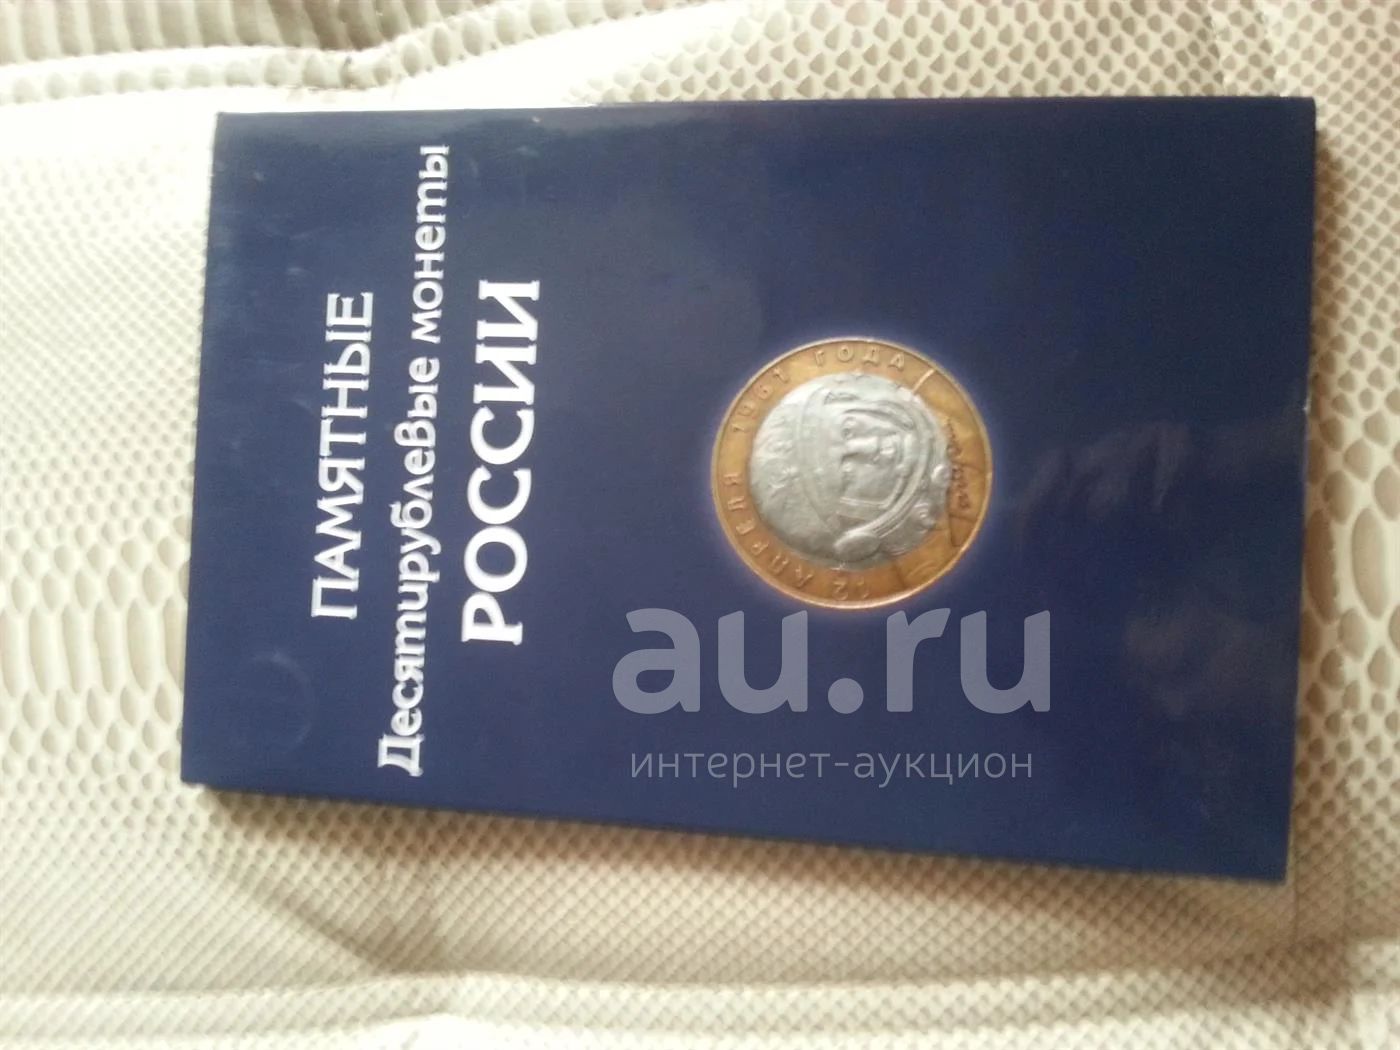 ПАМЯТНЫЕ
Десятирублевые монеты
РОССИИ
12 АПРЕЛЯ 1961 ГОДА
au.ru
интернет-аукцион